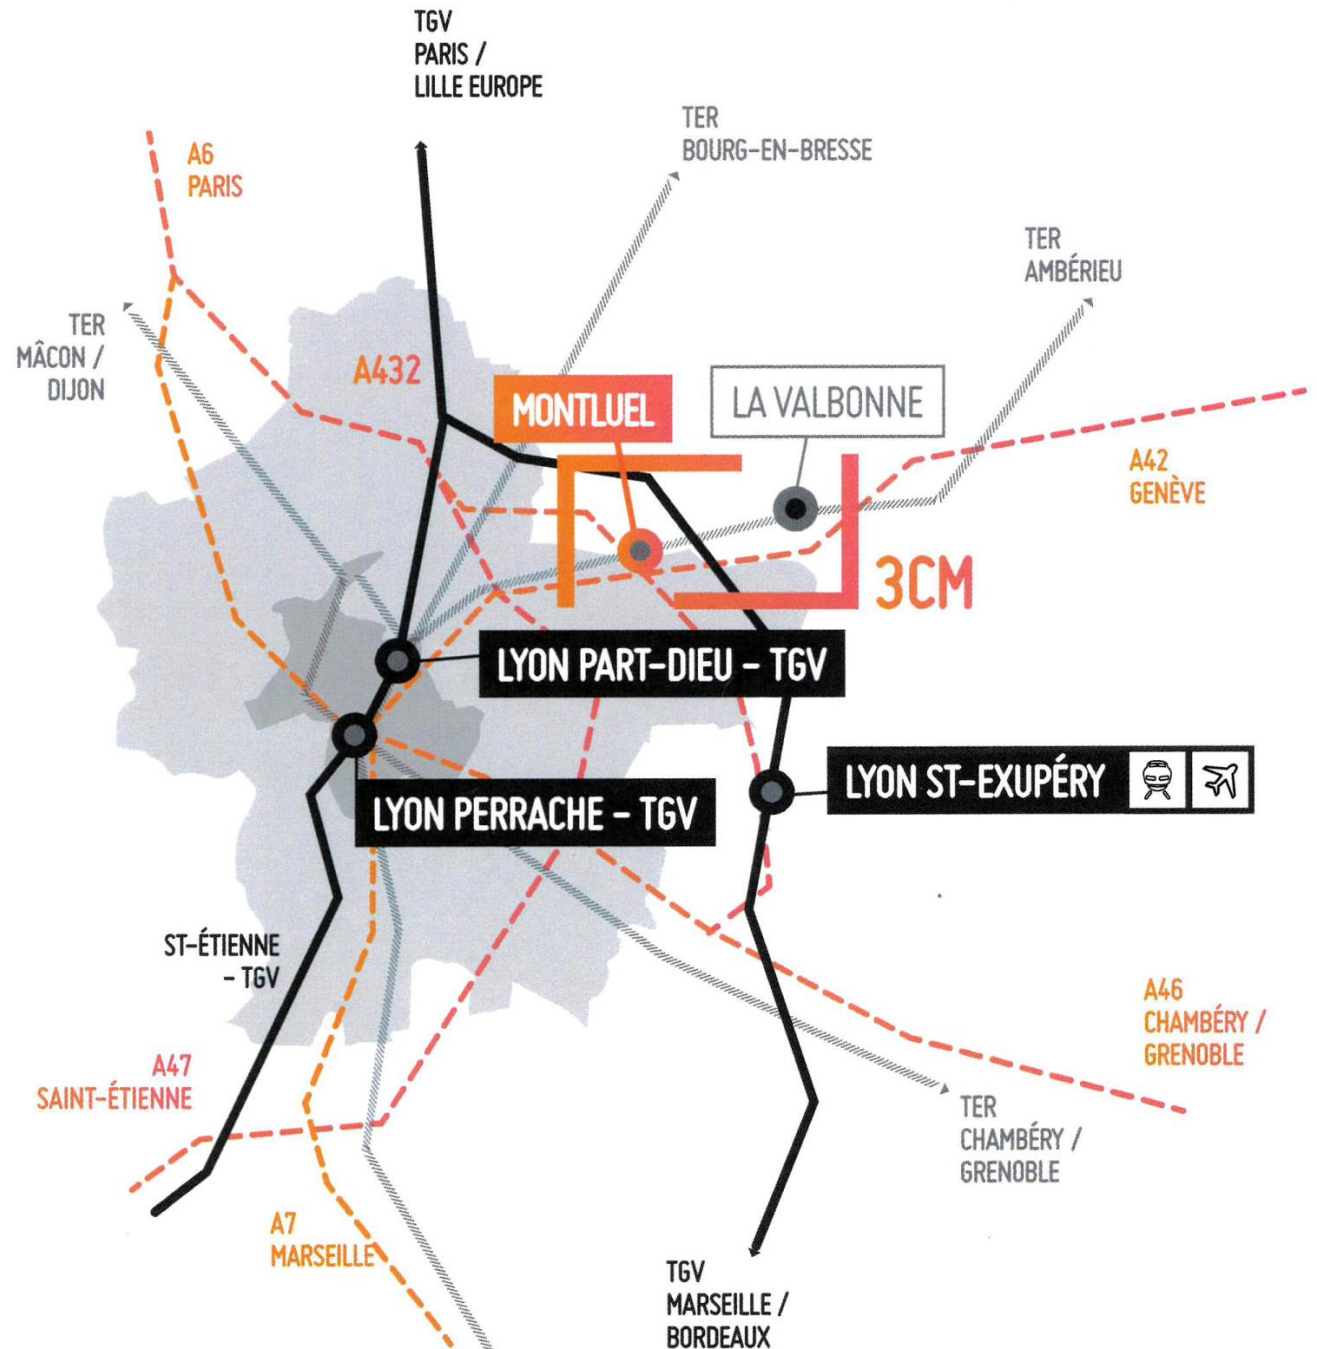 TGV
PARIS /
LILLE EUROPE
TER
BOURG-EN-BRESSE
A6
PARIS
TER
AMBÉRIEU
TER
MÂCON /
DIJON
A432
MONTLUEL
LA VALBONNE
A42
GENÈVE
3CM
LYON PART-DIEU – TGV
LYON ST-EXUPÉRY
LYON PERRACHE – TGV
ST-ÉTIENNE
– TGV
A46
CHAMBÉRY /
GRENOBLE
A47
SAINT-ÉTIENNE
TER
CHAMBÉRY /
GRENOBLE
A7
MARSEILLE
TGV
MARSEILLE /
BORDEAUX